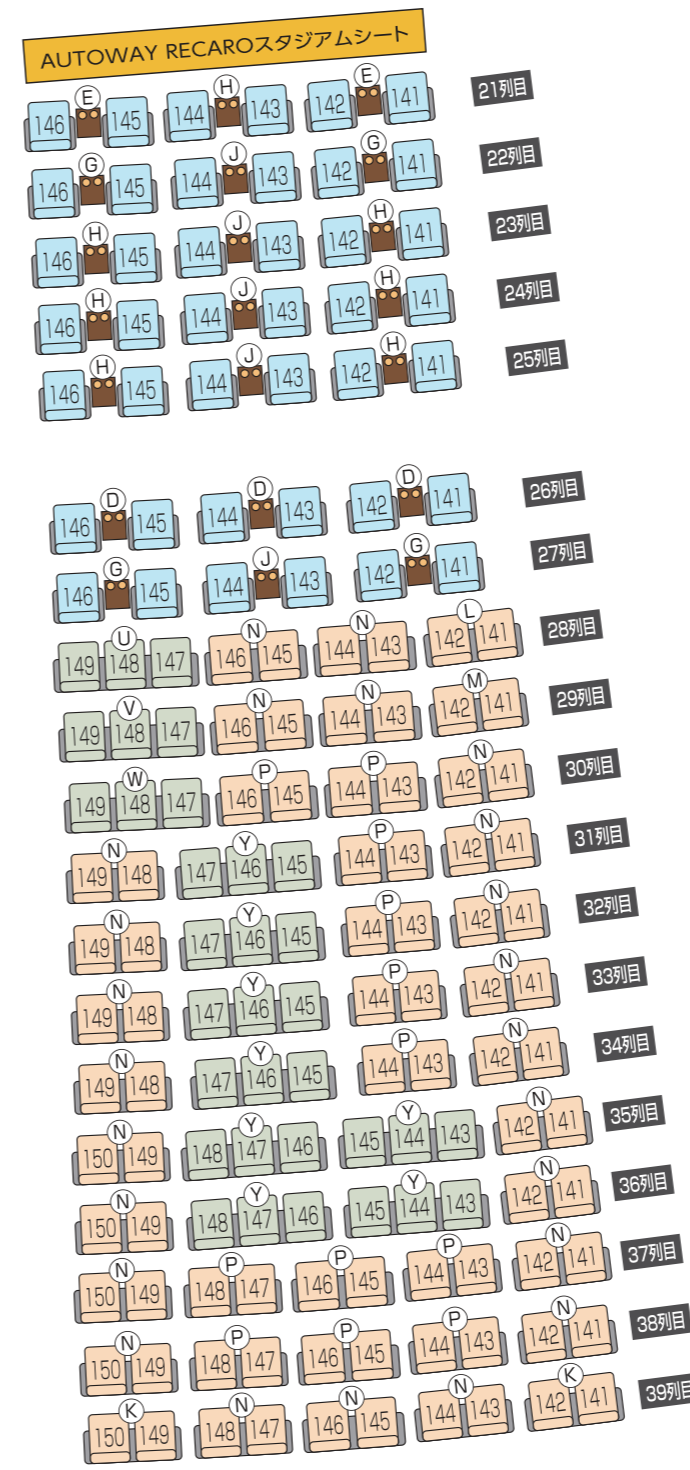 AUTOWAY RECAROスタジアムシート
E H E
146 145 144 143 142 141 21列目
G J G
146 145 144 143 142 141 22列目
H J H
146 145 144 143 142 141 23列目
H J H
146 145 144 143 142 141 24列目
H J H
146 145 144 143 142 141 25列目
D D D
146 145 144 143 142 141 26列目
G J G
146 145 144 143 142 141 27列目
U N N L
149 148 147 146 145 144 143 142 141 28列目
V N N M
149 148 147 146 145 144 143 142 141 29列目
W P P N
149 148 147 146 145 144 143 142 141 30列目
N Y P N
149 148 147 146 145 144 143 142 141 31列目
N Y P N
149 148 147 146 145 144 143 142 141 32列目
N Y P N
149 148 147 146 145 144 143 142 141 33列目
N Y P N
149 148 147 146 145 144 143 142 141 34列目
N Y Y N
150 149 148 147 146 145 144 143 142 141 35列目
N Y Y N
150 149 148 147 146 145 144 143 142 141 36列目
N P P P N
150 149 148 147 146 145 144 143 142 141 37列目
N P P P N
150 149 148 147 146 145 144 143 142 141 38列目
K N N N K
150 149 148 147 146 145 144 143 142 141 39列目